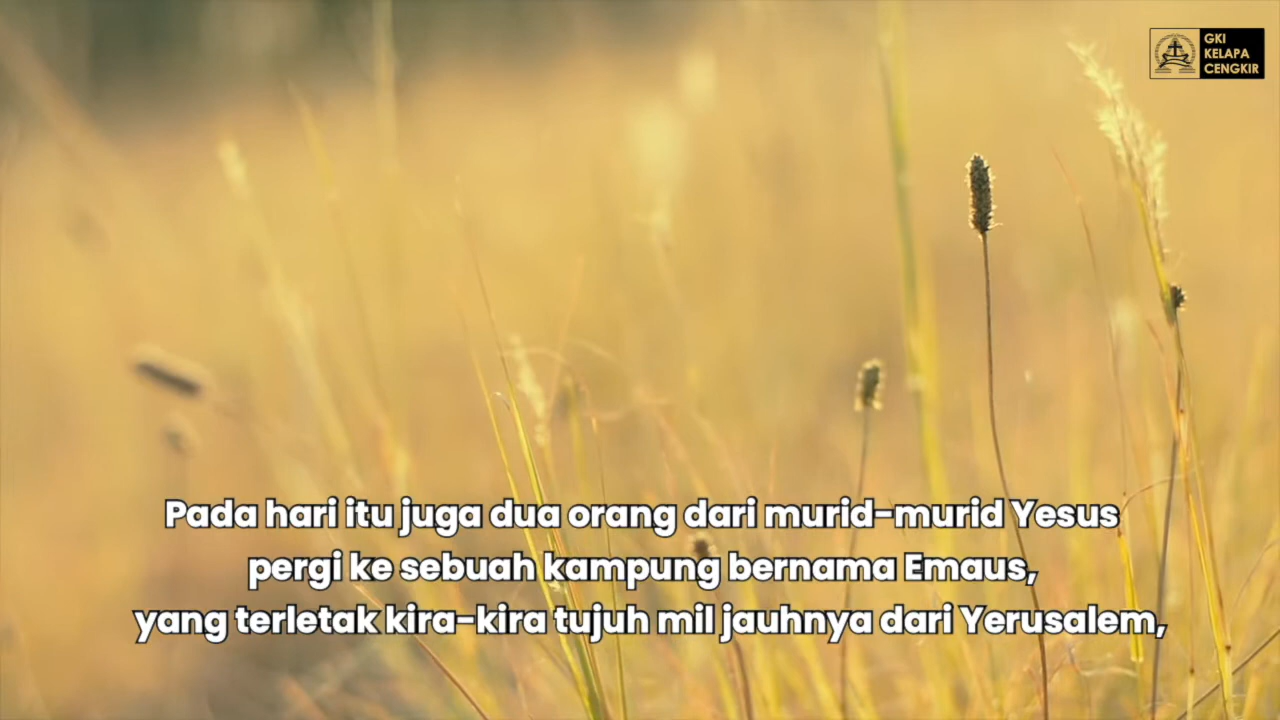 GKI
KELAPA
CENGKIR
Pada hari itu juga dua orang dari murid-murid Yesus
pergi ke sebuah kampung bernama Emaus,
yang terletak kira-kira tujuh mil jauhnya dari Yerusalem,